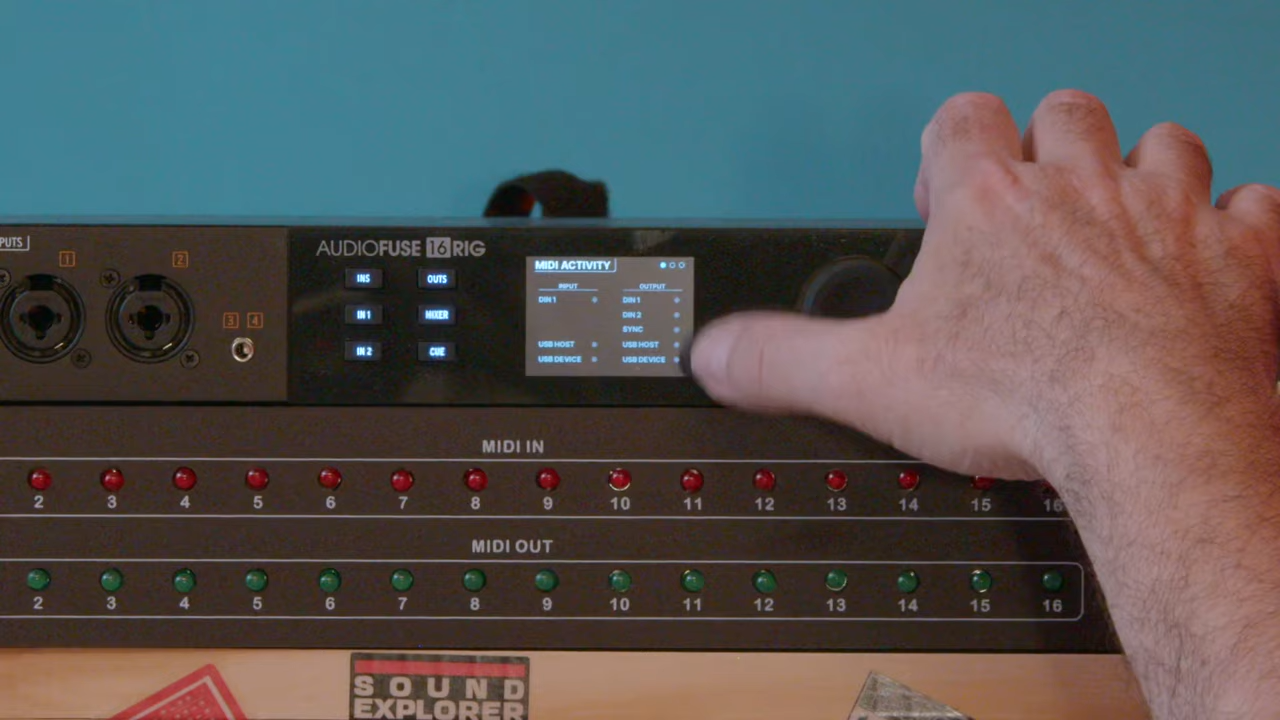 PUTS
1 2
3 4
AUDIOFUSE 16 RIG
INS OUTS
IN 1 MIXER
IN 2 CUE
MIDI ACTIVITY
INPUT OUTPUT
DIN 1 DIN 1
DIN 2
SYNC
USB HOST USB HOST
USB DEVICE USB DEVICE
MIDI IN
2 3 4 5 6 7 8 9 10 11 12 13 14 15 16
MIDI OUT
2 3 4 5 6 7 8 9 10 11 12 13 14 15 16
SOUND
EXPLORER